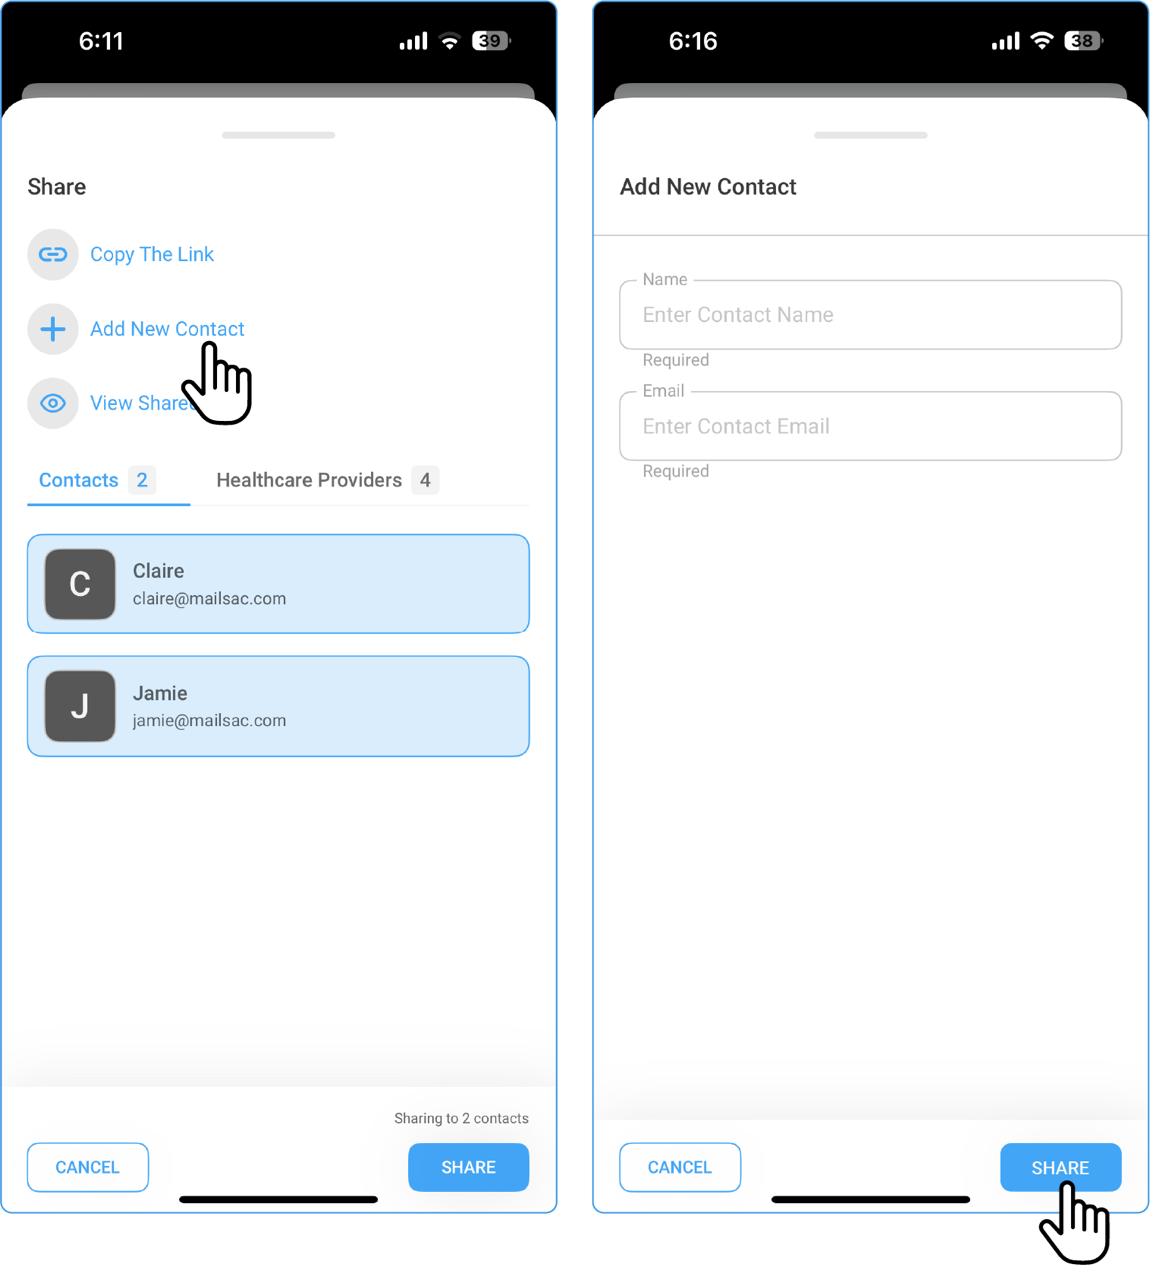 6:11
39
Share
Copy The Link
Add New Contact
View Share
Contacts 2
Healthcare Providers 4
C
Claire
claire@mailsac.com
J
Jamie
jamie@mailsac.com
Sharing to 2 contacts
CANCEL
SHARE
6:16
38
Add New Contact
Name
Enter Contact Name
Required
Email
Enter Contact Email
Required
CANCEL
SHARE